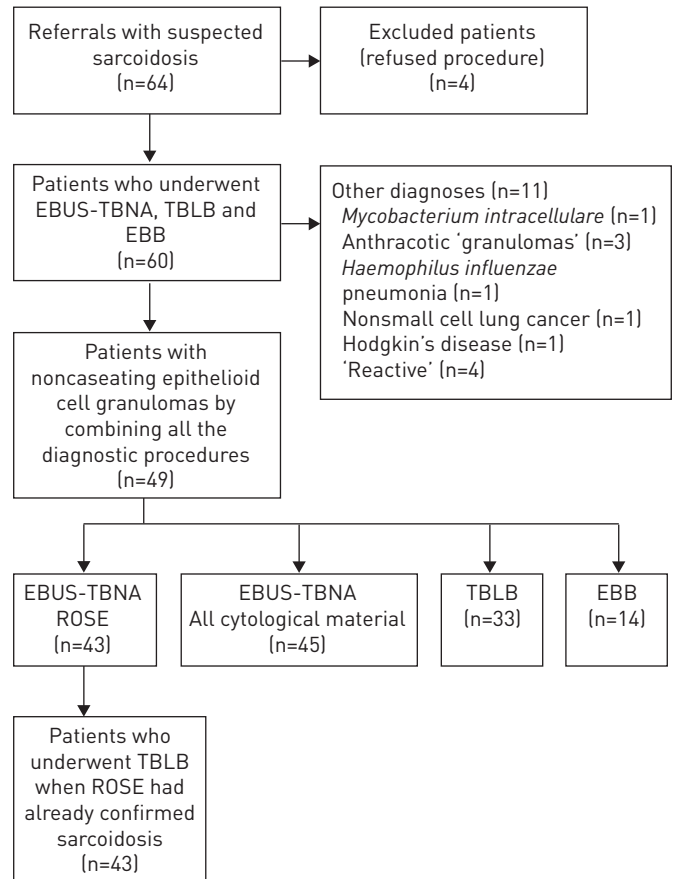 Referrals with suspected
sarcoidosis
(n=64)
Excluded patients
(refused procedure)
(n=4)
Patients who underwent
EBUS-TBNA, TBLB and
EBB
(n=60)
Other diagnoses (n=11)
Mycobacterium intracellulare (n=1)
Anthracotic ‘granulomas’ (n=3)
Haemophilus influenzae
pneumonia (n=1)
Nonsmall cell lung cancer (n=1)
Hodgkin’s disease (n=1)
‘Reactive’ (n=4)
Patients with
noncaseating epithelioid
cell granulomas by
combining all the
diagnostic procedures
(n=49)
EBUS-TBNA
ROSE
(n=43)
EBUS-TBNA
All cytological material
(n=45)
TBLB
(n=33)
EBB
(n=14)
Patients who
underwent TBLB
when ROSE had
already confirmed
sarcoidosis
(n=43)